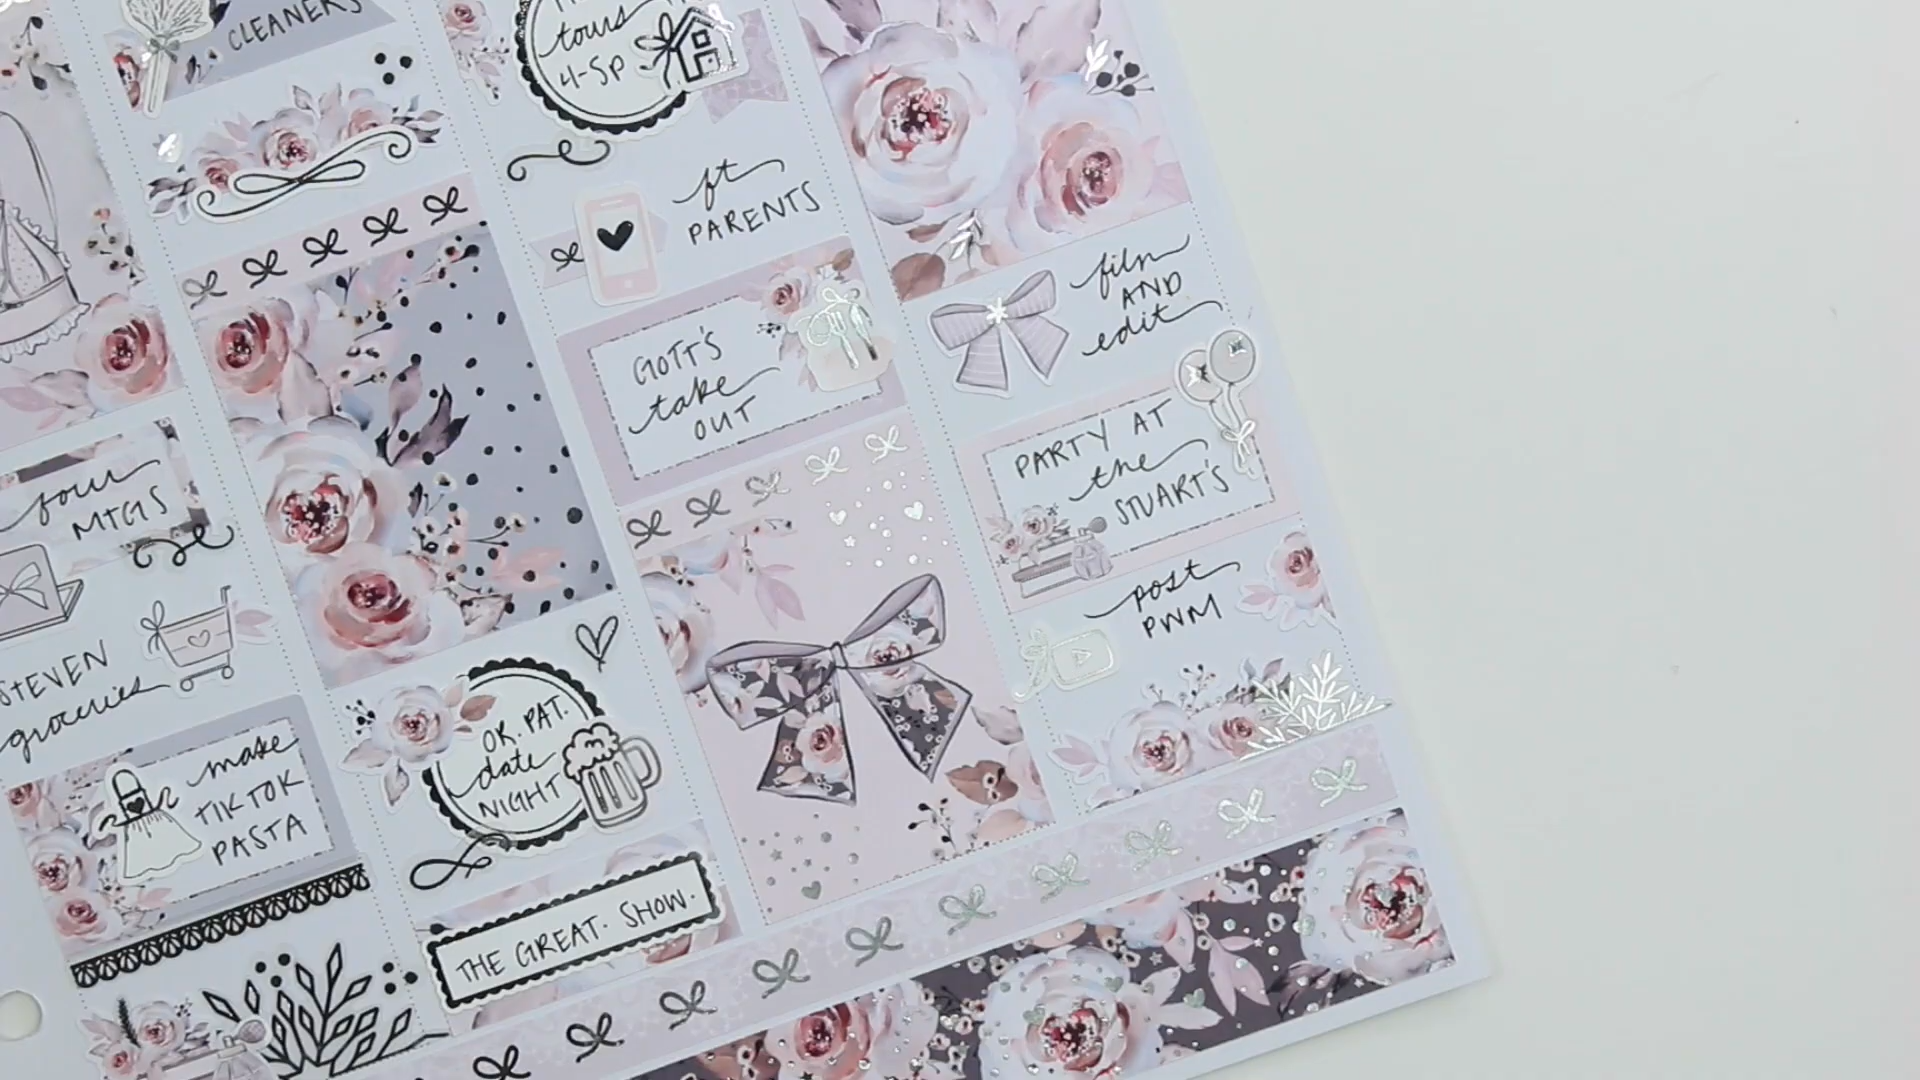 CLEANERS
tours
4-5p
ft
PARENTS
GOTT'S
take
OUT
film
AND
edit
PARTY AT
the
STUART'S
post
PWM
four
MTGS
STEVEN
groceries
make
TIKTOK
PASTA
OK. PAT.
date
NIGHT
THE GREAT. SHOW.